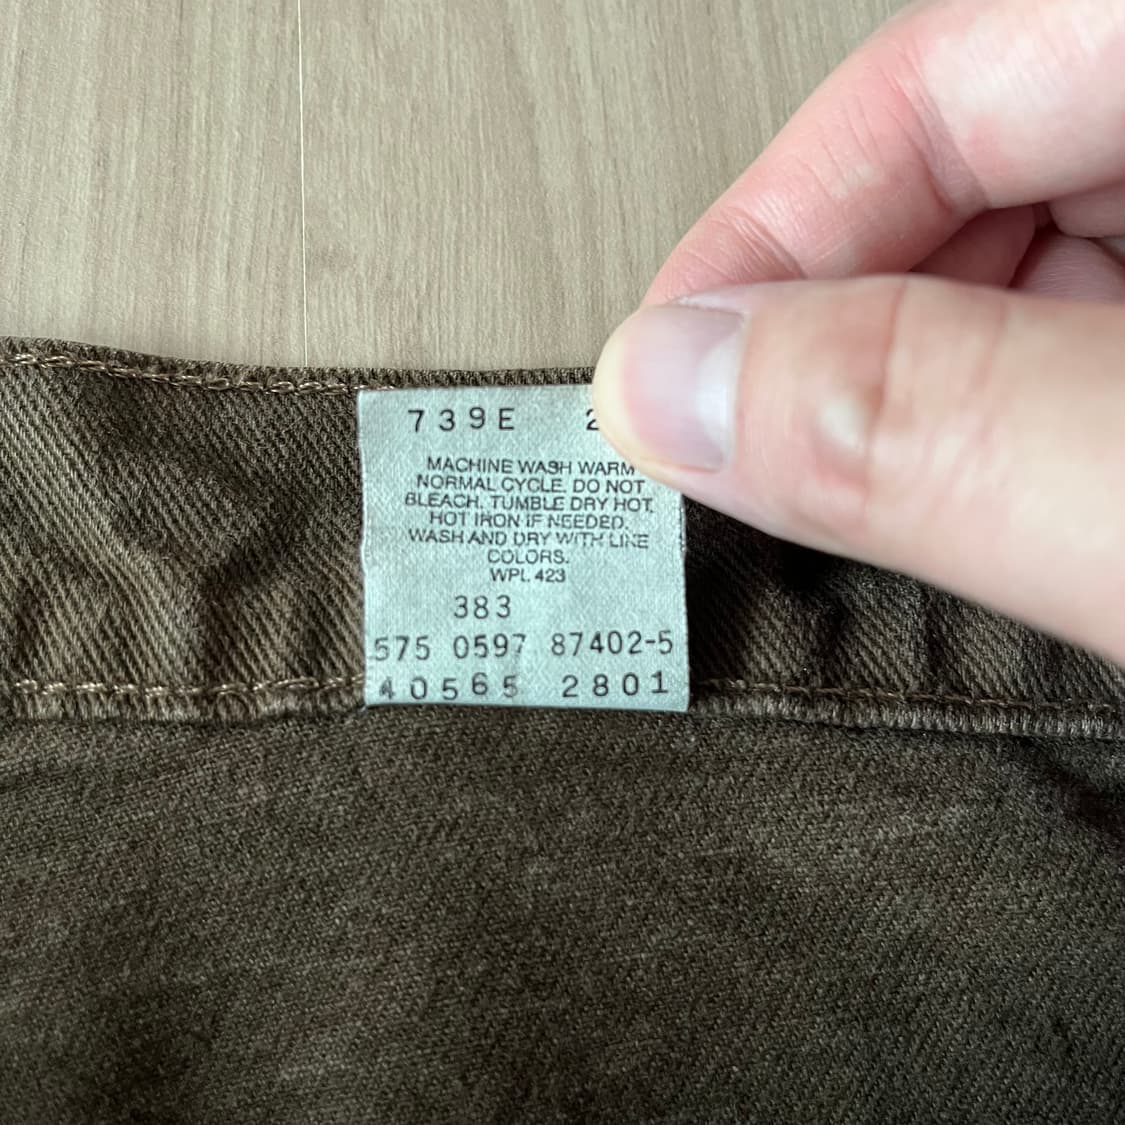 739E 2
MACHINE WASH WARM
NORMAL CYCLE. DO NOT
BLEACH. TUMBLE DRY HOT.
HOT IRON IF NEEDED.
WASH AND DRY WITH LIKE
COLORS.
WPL 423
383
575 0597 87402-5
40565 2801